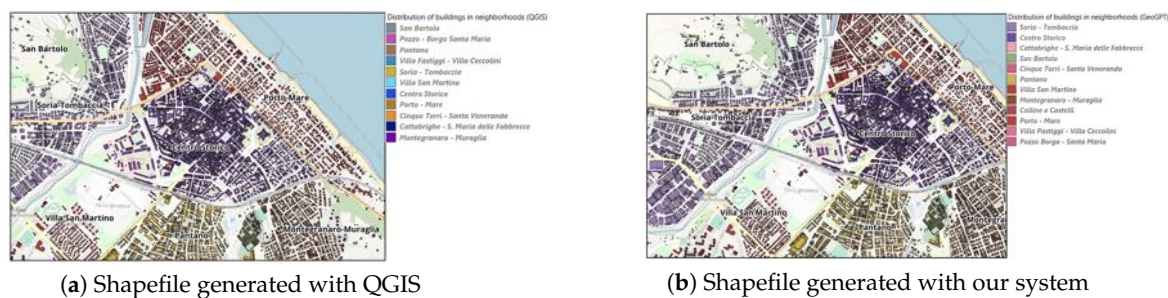 Distribution of buildings in neighborhoods (QGIS)
San Bartolo
Pozzo - Borgo Santa Maria
Pantano
Villa Fastiggi - Villa Ceccolini
Soria - Tombaccia
Villa San Martino
Centro Storico
Porto - Mare
Cinque Torri - Santa Veneranda
Cattabrighe - S. Maria delle Fabbrecce
Montegranaro - Muraglia
San Bartolo
Soria-Tombaccia
Porto-Mare
Centro Storico
Villa San Martino
Pantano
Montegranaro-Muraglia
(a) Shapefile generated with QGIS
Distribution of buildings in neighborhoods (GeoGPT)
Soria - Tombaccia
Centro Storico
Cattabrighe - S. Maria delle Fabbrecce
San Bartolo
Cinque Torri - Santa Veneranda
Pantano
Villa San Martino
Montegranaro - Muraglia
Colline e Castelli
Porto - Mare
Villa Fastiggi - Villa Ceccolini
Pozzo Borgo - Santa Maria
San Bartolo
Soria-Tombacci
Porto-Mare
Centro Storico
Villa San Martino
Pantano
Montegranar
(b) Shapefile generated with our system